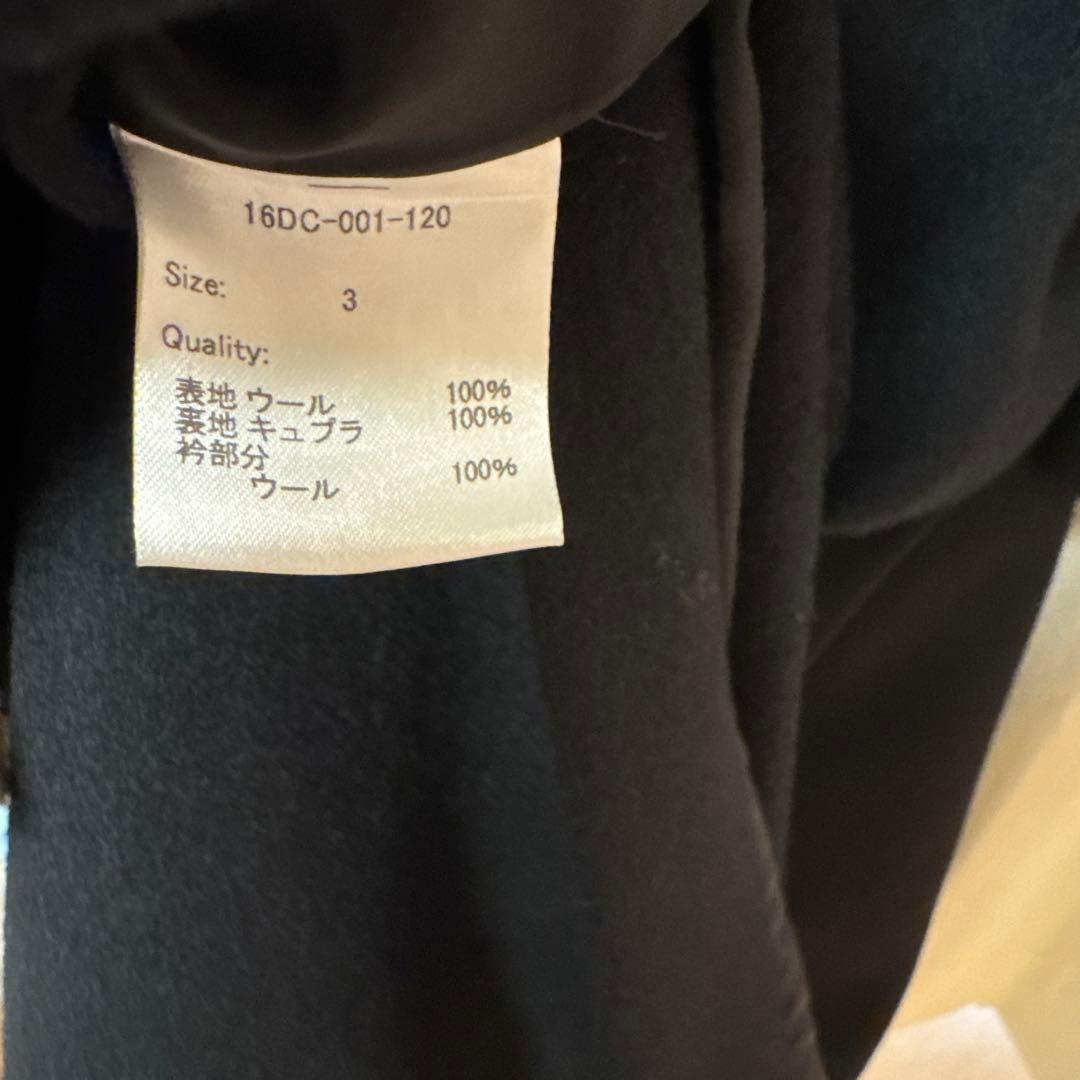 16DC-001-120
Size: 3
Quality:
表地 ウール 100%
裏地 キュプラ 100%
衿部分
ウール 100%